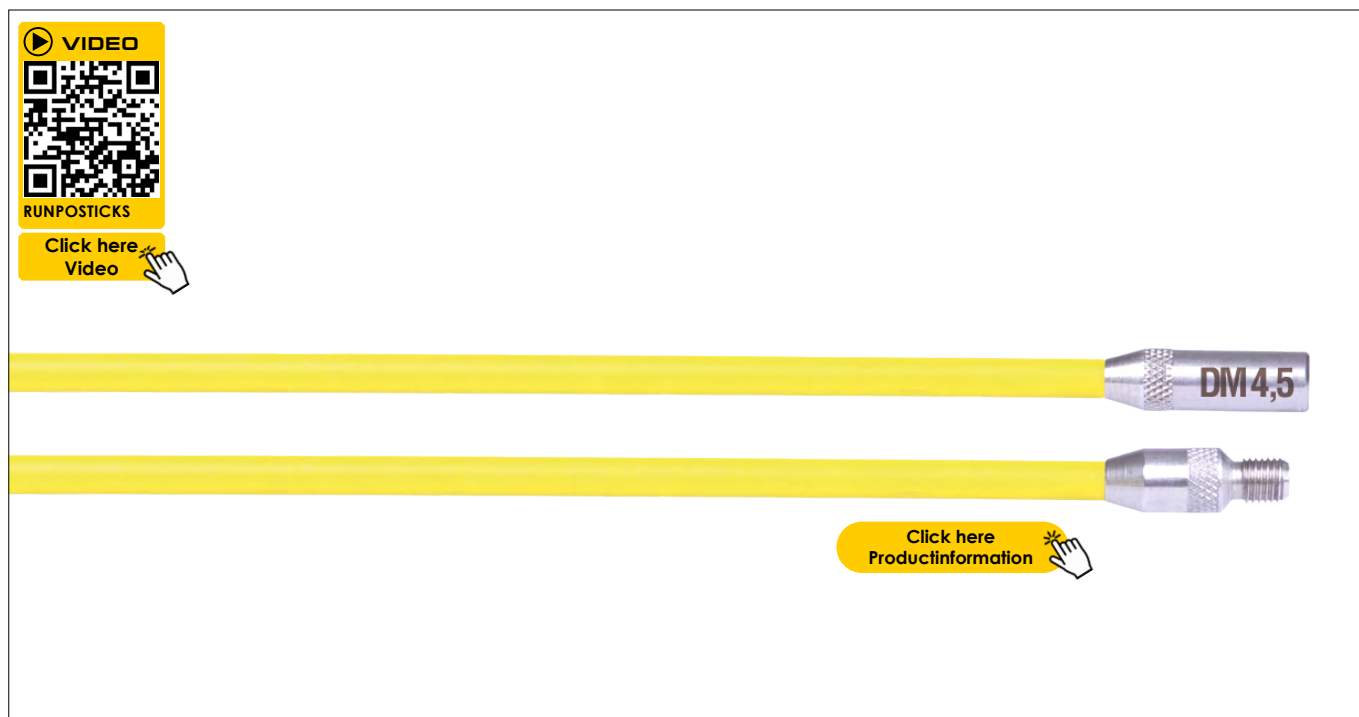 VIDEO
RUNPOSTICKS
Click here
Video
DM 4,5
Click here
Productinformation